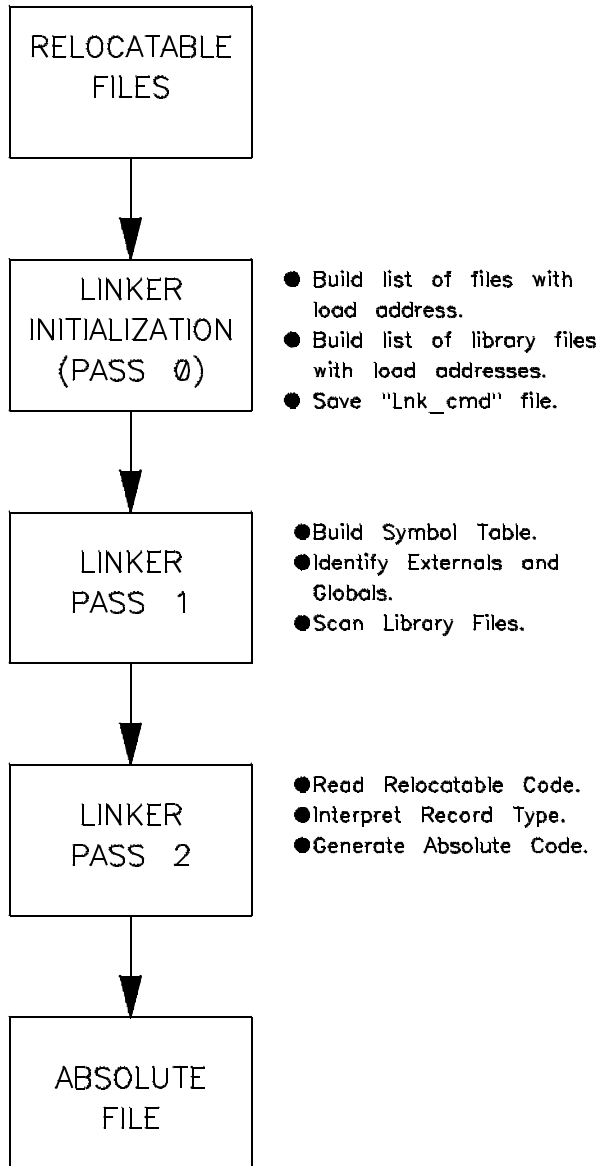 RELOCATABLE
FILES
LINKER
INITIALIZATION
(PASS 0)
● Build list of files with
load address.
● Build list of library files
with load addresses.
● Save "Lnk_cmd" file.
LINKER
PASS 1
●Build Symbol Table.
●Identify Externals and
Globals.
●Scan Library Files.
LINKER
PASS 2
●Read Relocatable Code.
●Interpret Record Type.
●Generate Absolute Code.
ABSOLUTE
FILE